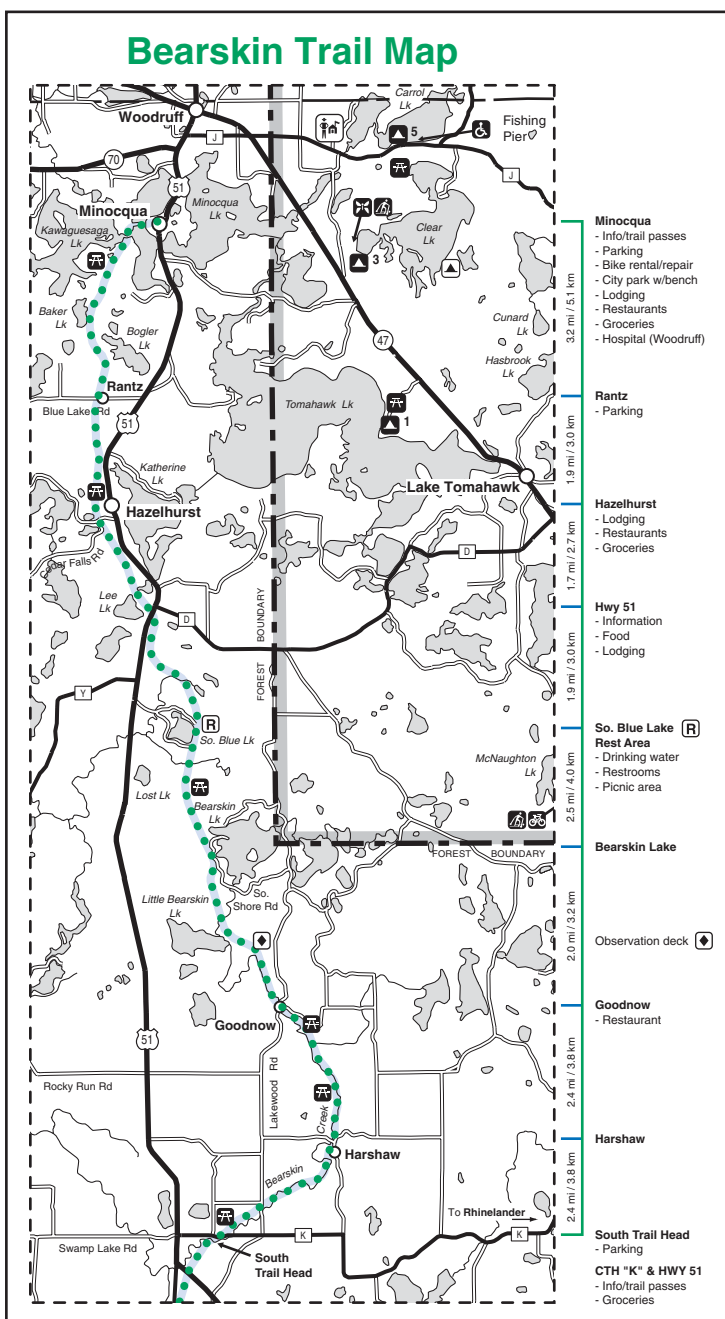 Bearskin Trail Map
Carrol
Lk
Woodruff
5
Fishing
Pier
J
70
51
J
Minocqua
Minocqua
Lk
Kawaguesaga
Lk
Clear
Lk
3
Baker
Lk
Bogler
Lk
Cunard
Lk
47
Hasbrook
Lk
Rantz
Blue Lake Rd
51
Tomahawk Lk
1
Katherine
Lk
Lake Tomahawk
Hazelhurst
Cedar Falls Rd
D
Lee
Lk
D
FOREST BOUNDARY
Y
R
So. Blue Lk
McNaughton
Lk
Lost Lk
Bearskin
Lk
FOREST BOUNDARY
Little Bearskin
Lk
So.
Shore Rd
Goodnow
51
Rocky Run Rd
Lakewood Rd
Creek
Harshaw
Bearskin
To Rhinelander
K
K
Swamp Lake Rd
South
Trail Head
3.2 mi / 5.1 km
1.9 mi / 3.0 km
1.7 mi / 2.7 km
1.9 mi / 3.0 km
2.5 mi / 4.0 km
2.0 mi / 3.2 km
2.4 mi / 3.8 km
2.4 mi / 3.8 km
Minocqua
- Info/trail passes
- Parking
- Bike rental/repair
- City park w/bench
- Lodging
- Restaurants
- Groceries
- Hospital (Woodruff)
Rantz
- Parking
Hazelhurst
- Lodging
- Restaurants
- Groceries
Hwy 51
- Information
- Food
- Lodging
So. Blue Lake R
Rest Area
- Drinking water
- Restrooms
- Picnic area
Bearskin Lake
Observation deck
Goodnow
- Restaurant
Harshaw
South Trail Head
- Parking
CTH "K" & HWY 51
- Info/trail passes
- Groceries